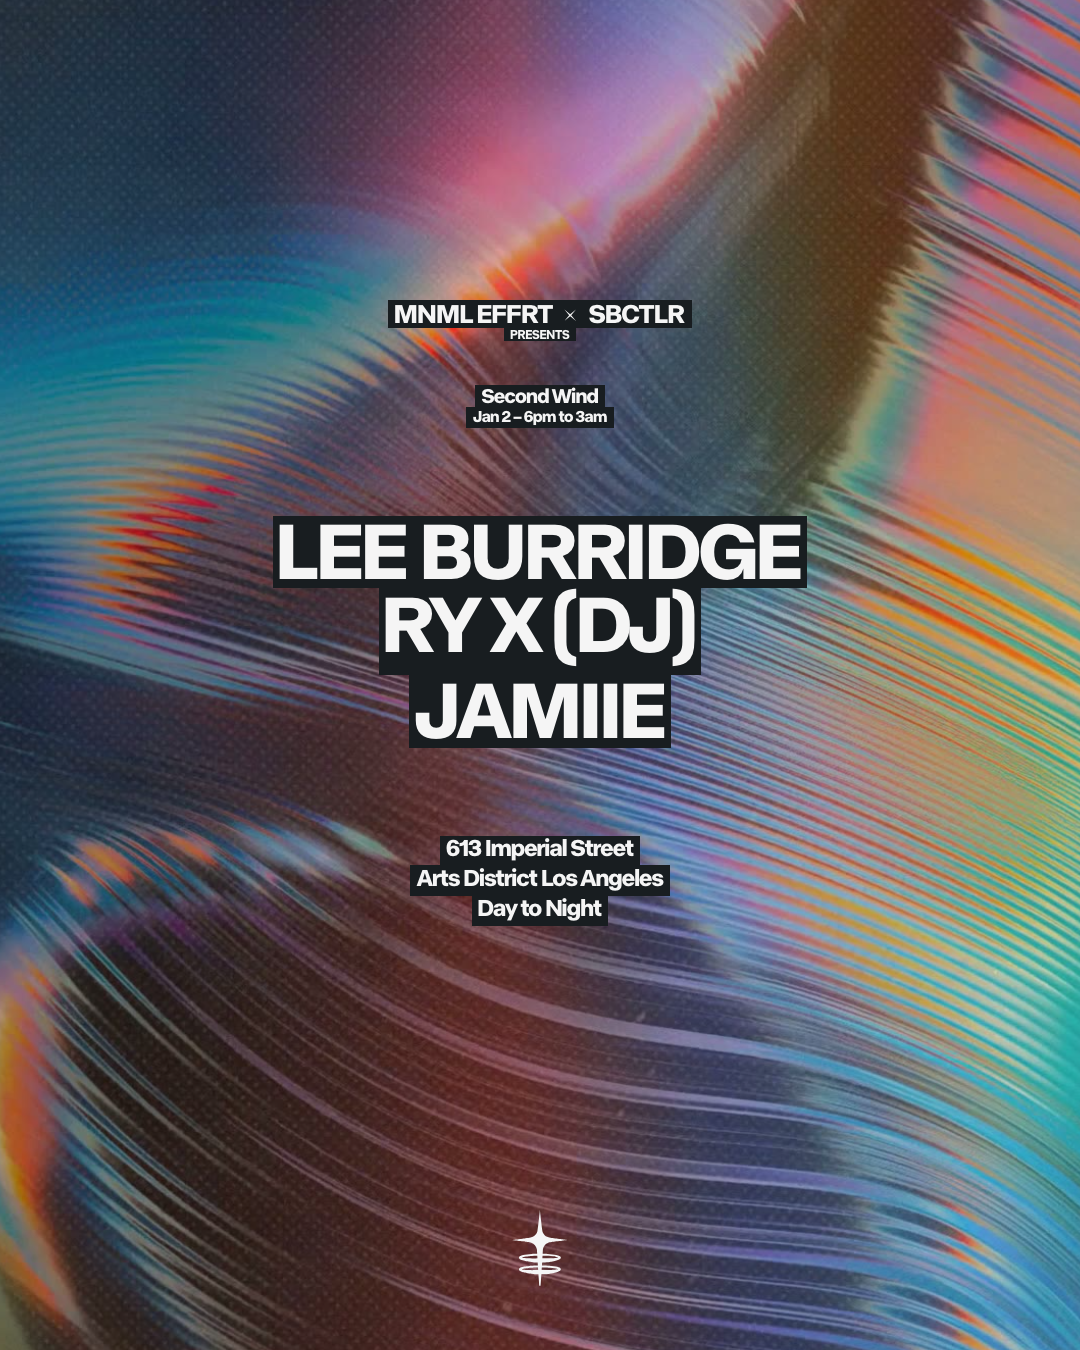 MNML EFFRT × SBCTLR
PRESENTS
Second Wind
Jan 2 – 6pm to 3am
LEE BURRIDGE
RY X (DJ)
JAMIIE
613 Imperial Street
Arts District Los Angeles
Day to Night